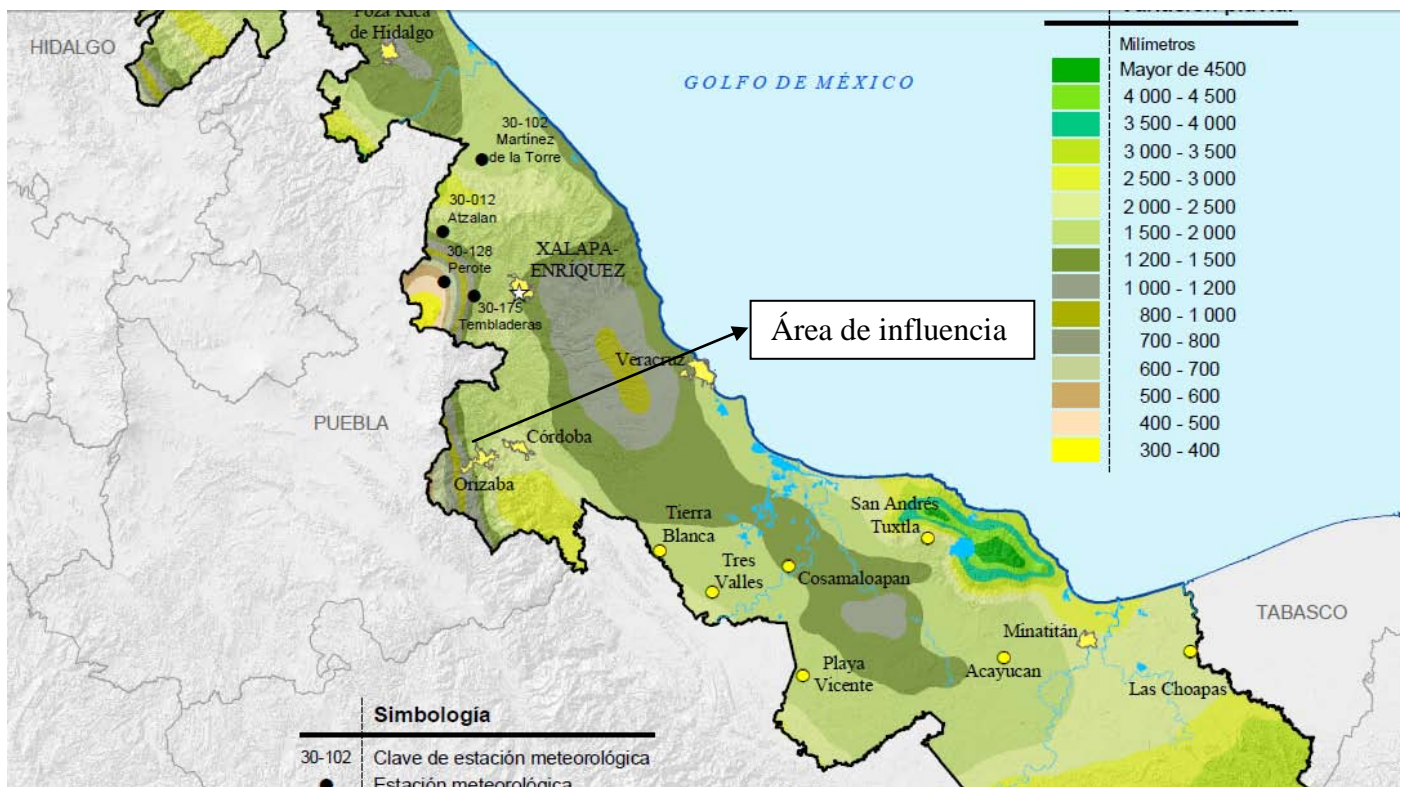 Poza Rica
de Hidalgo
HIDALGO
GOLFO DE MÉXICO
30-102
Martínez
de la Torre
30-012
Atzalan
30-128
Perote
XALAPA-
ENRÍQUEZ
30-175
Tembladeras
Área de influencia
Veracruz
PUEBLA
Córdoba
Orizaba
Tierra
Blanca
Tres
Valles
Cosamaloapan
San Andrés
Tuxtla
Minatitán
TABASCO
Playa
Vicente
Acayucan
Las Choapas
Variación pluvial
Milímetros
Mayor de 4500
4 000 - 4 500
3 500 - 4 000
3 000 - 3 500
2 500 - 3 000
2 000 - 2 500
1 500 - 2 000
1 200 - 1 500
1 000 - 1 200
800 - 1 000
700 - 800
600 - 700
500 - 600
400 - 500
300 - 400
Simbología
30-102 Clave de estación meteorológica
Estación meteorológica